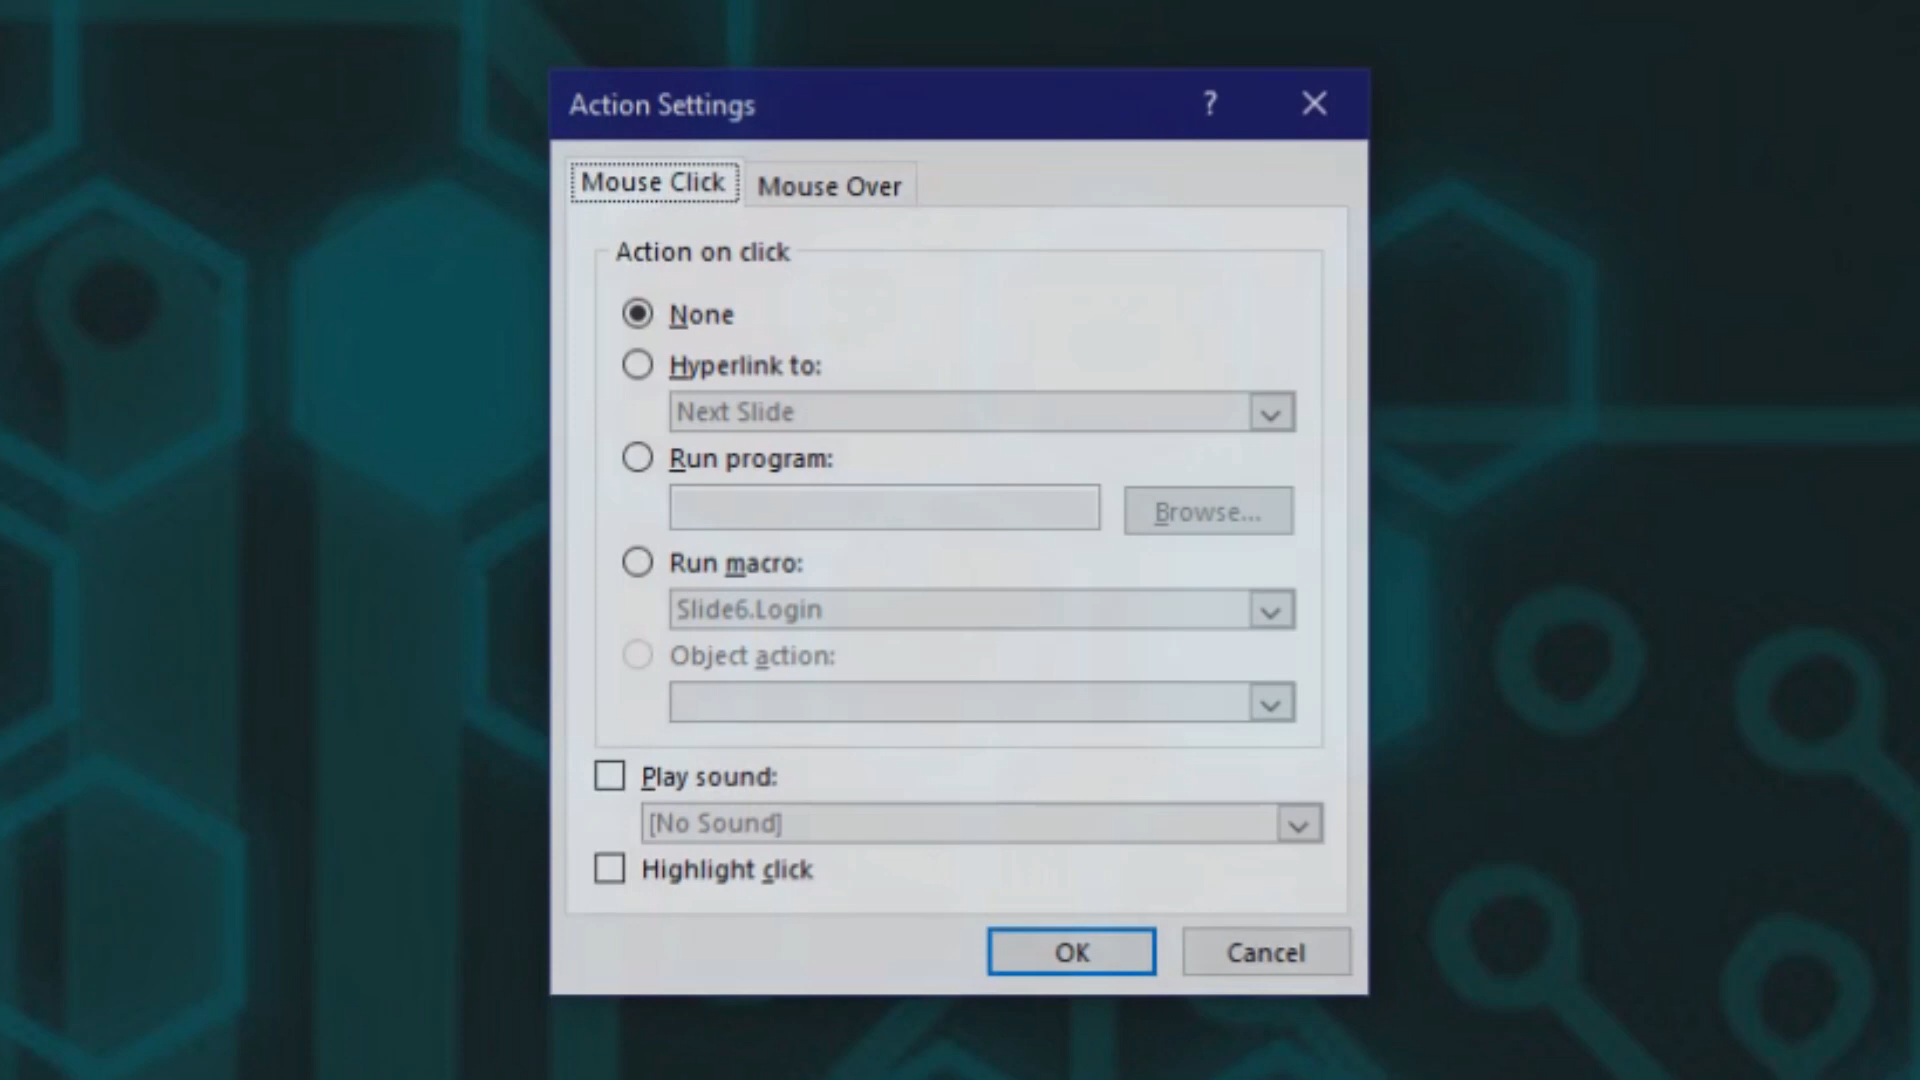 Action Settings ?
Mouse Click Mouse Over
Action on click
None
Hyperlink to:
Next Slide
Run program:
Browse...
Run macro:
Slide6.Login
Object action:
Play sound:
[No Sound]
Highlight click
OK Cancel